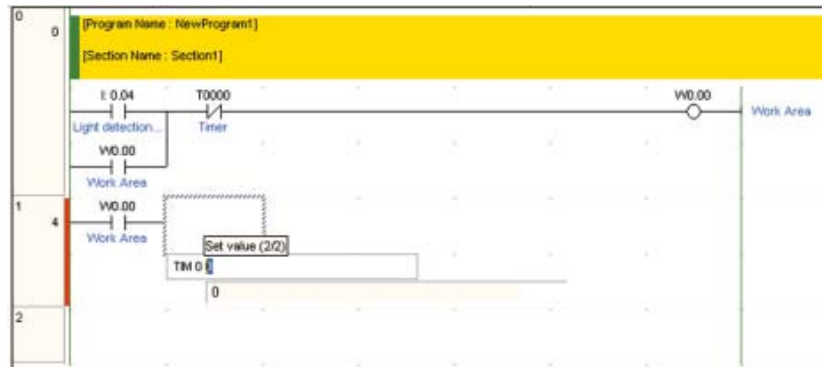 0
0
[Program Name : NewProgram1]
[Section Name : Section1]
I: 0.04 T0000 W0.00
Work Area
Light detection... Timer
W0.00
Work Area
1
4
W0.00
Work Area
Set value (2/2)
TIM 0 0
0
2